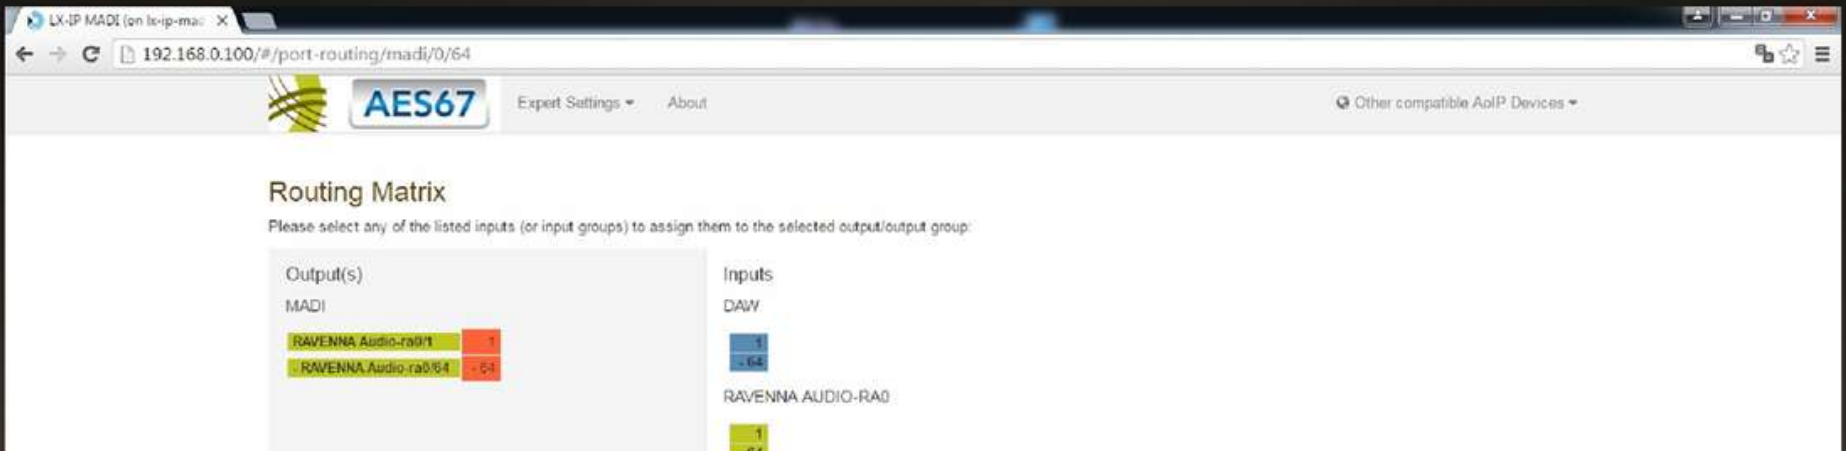 LX-IP MADI (on lx-ip-mad
192.168.0.100/#/port-routing/madi/0/64
AES67
Expert Settings
About
Other compatible AoIP Devices
Routing Matrix
Please select any of the listed inputs (or input groups) to assign them to the selected output/output group:
Output(s)
MADI
RAVENNA Audio-ra0/1 1
- RAVENNA Audio-ra0/64 - 64
Inputs
DAW
1
- 64
RAVENNA AUDIO-RA0
1
- 64